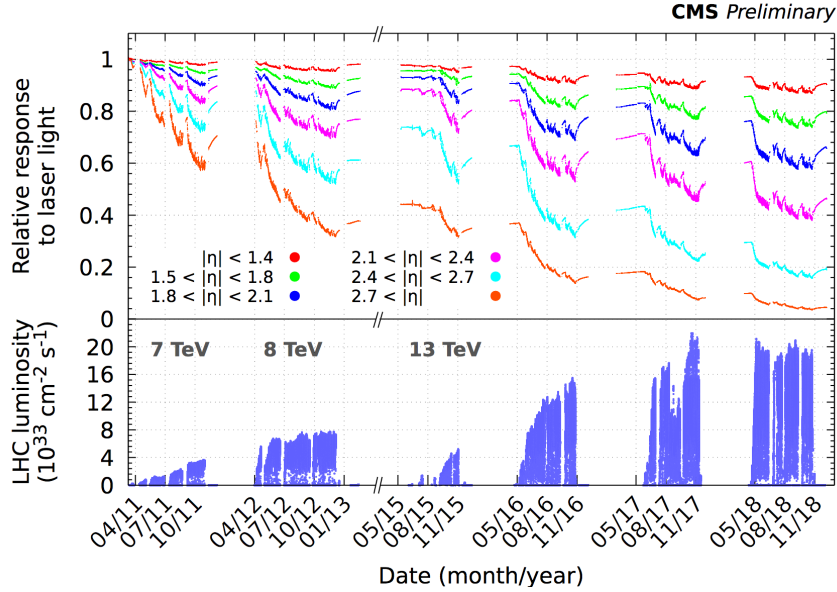 CMS Preliminary
Relative response
to laser light
1
0.8
0.6
0.4
0.2
0
|η| < 1.4
1.5 < |η| < 1.8
1.8 < |η| < 2.1
2.1 < |η| < 2.4
2.4 < |η| < 2.7
2.7 < |η|
LHC luminosity
(10³³ cm⁻² s⁻¹)
20
16
12
8
4
0
7 TeV
8 TeV
13 TeV
04/11
07/11
10/11
04/12
07/12
10/12
01/13
05/15
08/15
11/15
05/16
08/16
11/16
05/17
08/17
11/17
05/18
08/18
11/18
Date (month/year)